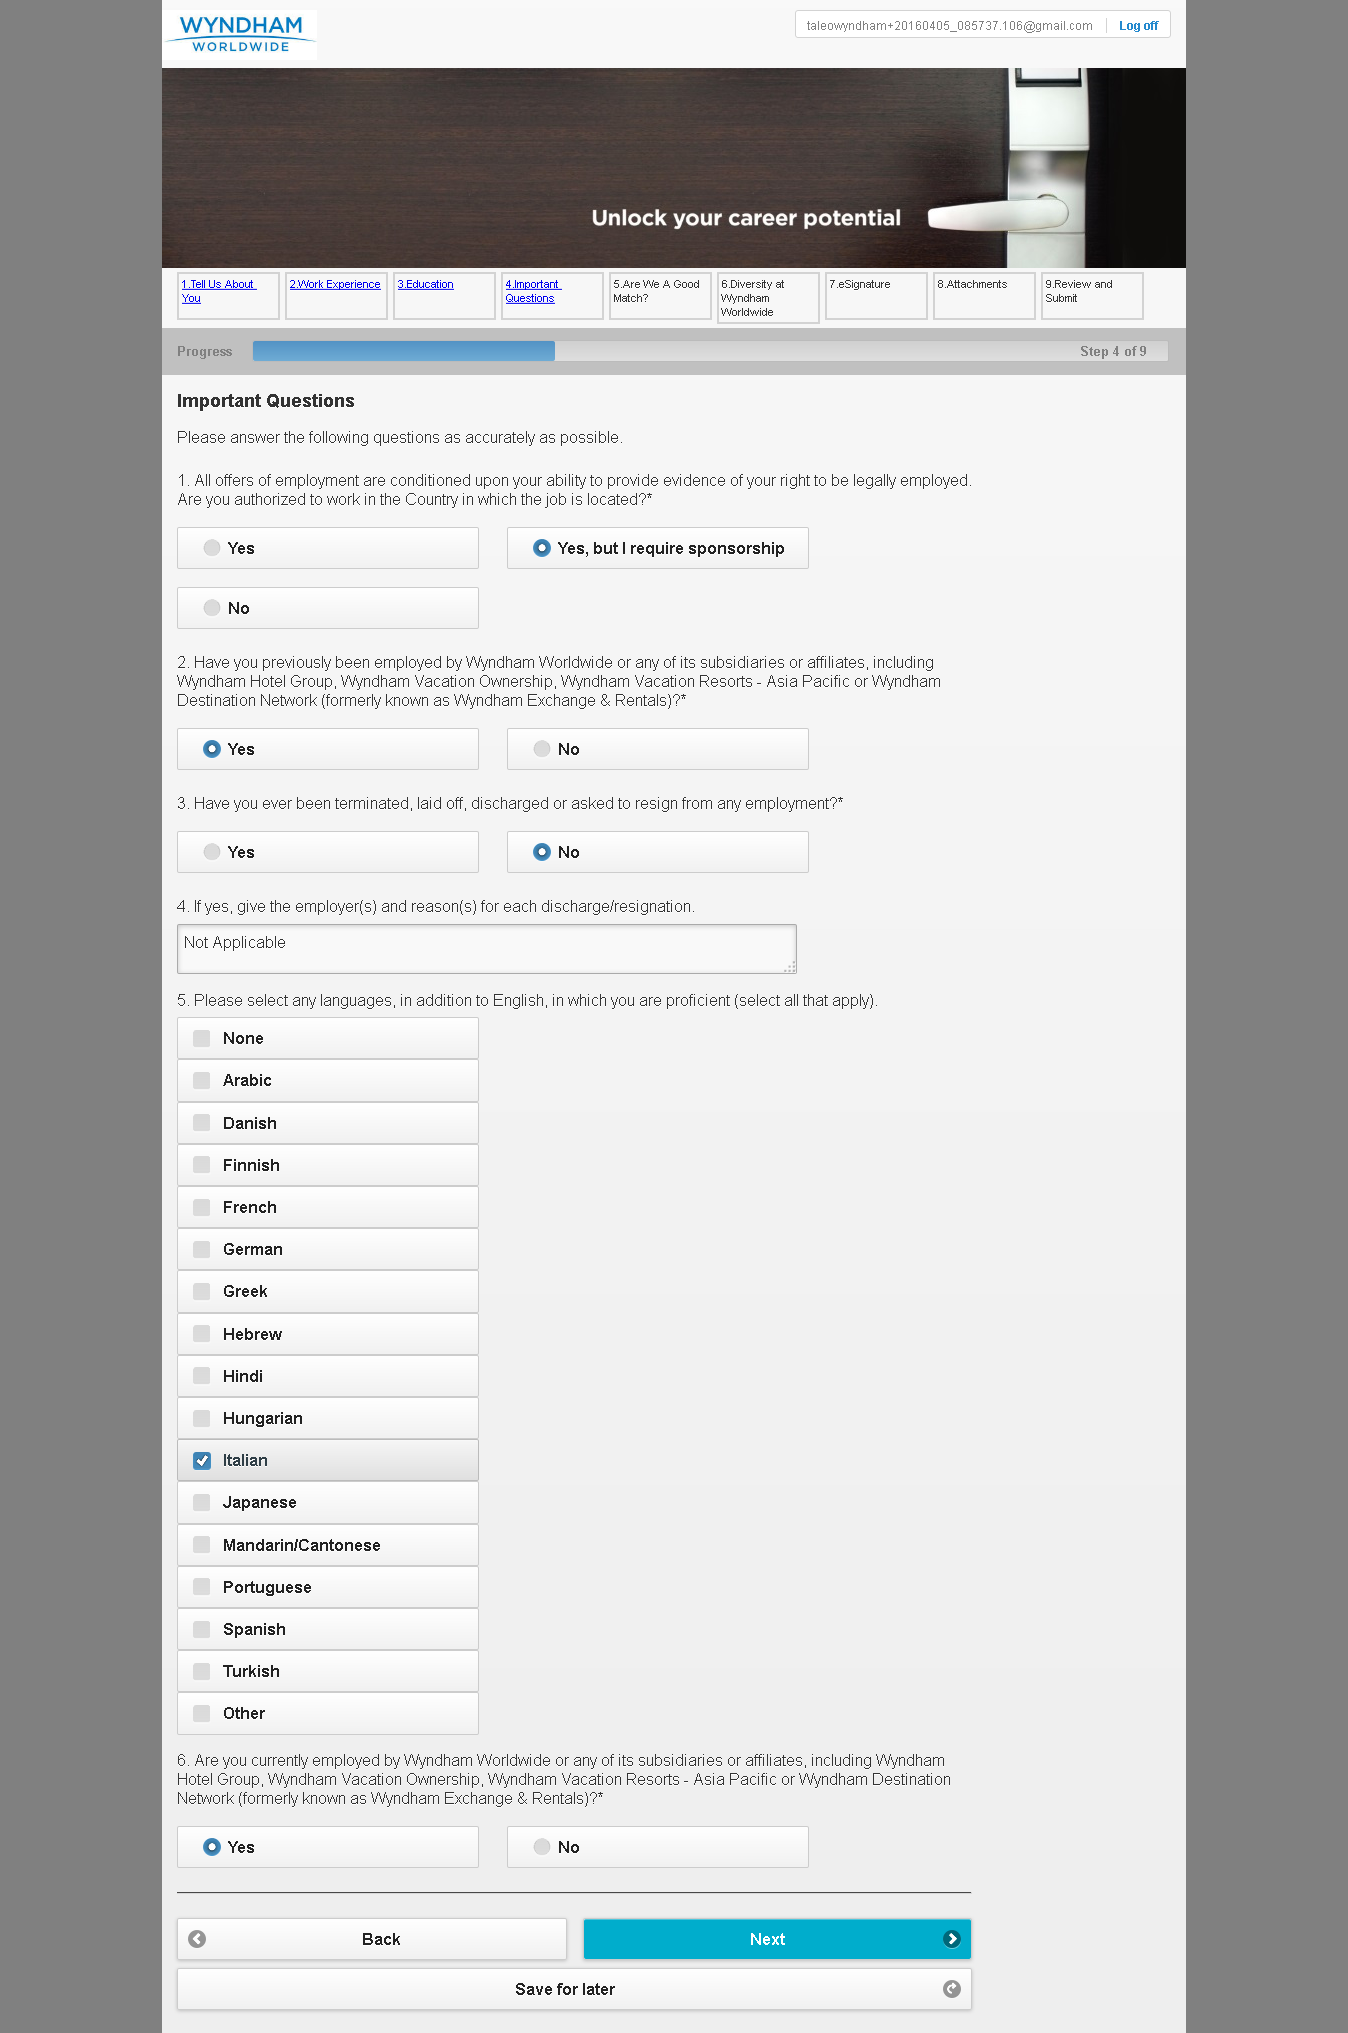 WYNDHAM
WORLDWIDE
taleowyndham+20160405_085737.106@gmail.com Log off
Unlock your career potential
1.Tell Us About You
2.Work Experience
3.Education
4.Important Questions
5.Are We A Good Match?
6.Diversity at Wyndham Worldwide
7.eSignature
8.Attachments
9.Review and Submit
Progress Step 4 of 9
Important Questions
Please answer the following questions as accurately as possible.
1. All offers of employment are conditioned upon your ability to provide evidence of your right to be legally employed.
Are you authorized to work in the Country in which the job is located?*
Yes Yes, but I require sponsorship
No
2. Have you previously been employed by Wyndham Worldwide or any of its subsidiaries or affiliates, including
Wyndham Hotel Group, Wyndham Vacation Ownership, Wyndham Vacation Resorts - Asia Pacific or Wyndham
Destination Network (formerly known as Wyndham Exchange & Rentals)?*
Yes No
3. Have you ever been terminated, laid off, discharged or asked to resign from any employment?*
Yes No
4. If yes, give the employer(s) and reason(s) for each discharge/resignation.
Not Applicable
5. Please select any languages, in addition to English, in which you are proficient (select all that apply).
None
Arabic
Danish
Finnish
French
German
Greek
Hebrew
Hindi
Hungarian
Italian
Japanese
Mandarin/Cantonese
Portuguese
Spanish
Turkish
Other
6. Are you currently employed by Wyndham Worldwide or any of its subsidiaries or affiliates, including Wyndham
Hotel Group, Wyndham Vacation Ownership, Wyndham Vacation Resorts - Asia Pacific or Wyndham Destination
Network (formerly known as Wyndham Exchange & Rentals)?*
Yes No
Back Next
Save for later